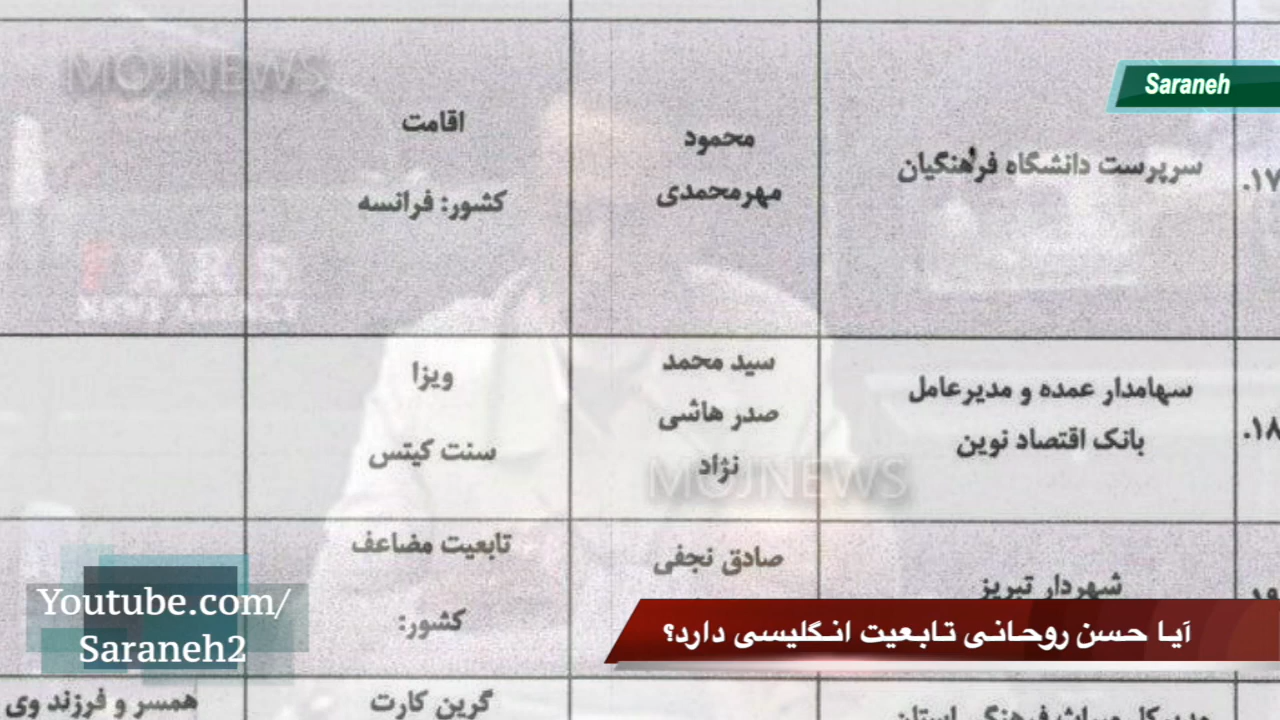 MOJNEWS
Saraneh
۱۷.
سرپرست دانشگاه فرهنگیان
محمود
مهرمحمدی
اقامت
کشور: فرانسه
FARS
NEWS AGENCY
۱۸.
سهامدار عمده و مدیرعامل
بانک اقتصاد نوین
سید محمد
صدر هاشی
نژاد
ویزا
سنت کیتس
MOJNEWS
شهردار تبریز
صادق نجفی
تابعیت مضاعف
کشور:
آیا حسن روحانی تابعیت انگلیسی دارد؟
Youtube.com/
Saraneh2
گرین کارت
همسر و فرزند وی